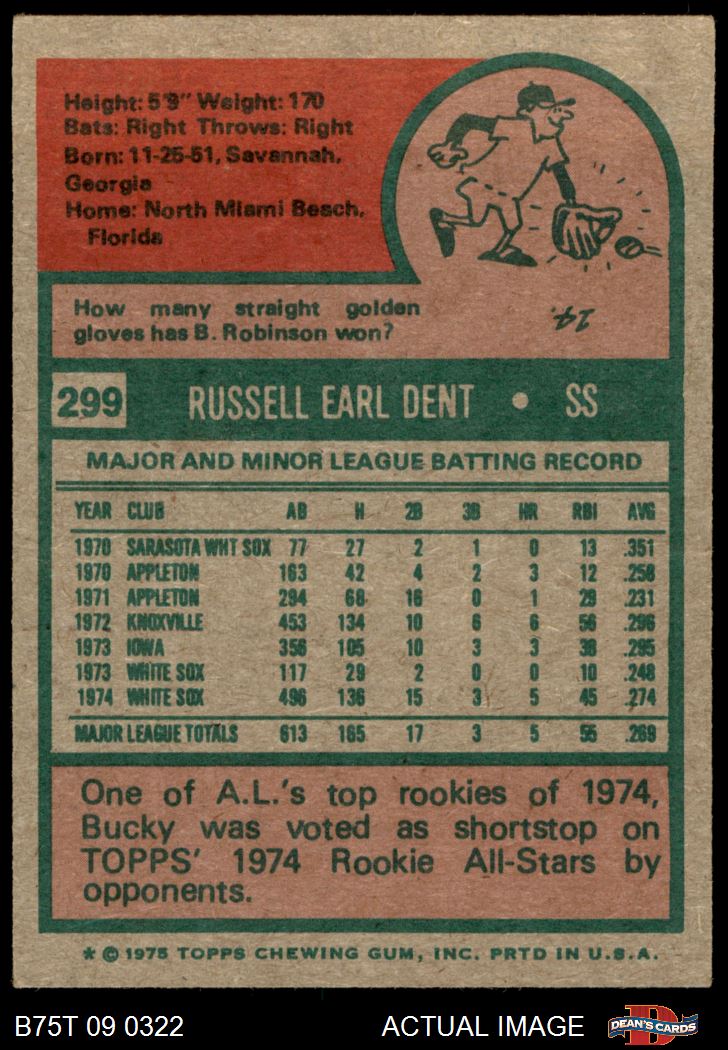 Height: 5'9" Weight: 170
Bats: Right Throws: Right
Born: 11-25-51, Savannah,
Georgia
Home: North Miami Beach,
Florida
How many straight golden
gloves has B. Robinson won?
14.
299 RUSSELL EARL DENT • SS
MAJOR AND MINOR LEAGUE BATTING RECORD
YEAR CLUB AB H 2B 3B HR RBI AVG
1970 SARASOTA WHT SOX 77 27 2 1 0 13 .351
1970 APPLETON 163 42 4 2 3 12 .258
1971 APPLETON 294 68 16 0 1 29 .231
1972 KNOXVILLE 453 134 10 6 6 56 .296
1973 IOWA 356 105 10 3 3 38 .295
1973 WHITE SOX 117 29 2 0 0 10 .248
1974 WHITE SOX 496 136 15 3 5 45 .274
MAJOR LEAGUE TOTALS 613 165 17 3 5 55 .269
One of A.L.'s top rookies of 1974,
Bucky was voted as shortstop on
TOPPS' 1974 Rookie All-Stars by
opponents.
* © 1975 TOPPS CHEWING GUM, INC. PRTD IN U.S.A.
B75T 09 0322 ACTUAL IMAGE DEAN'S CARDS